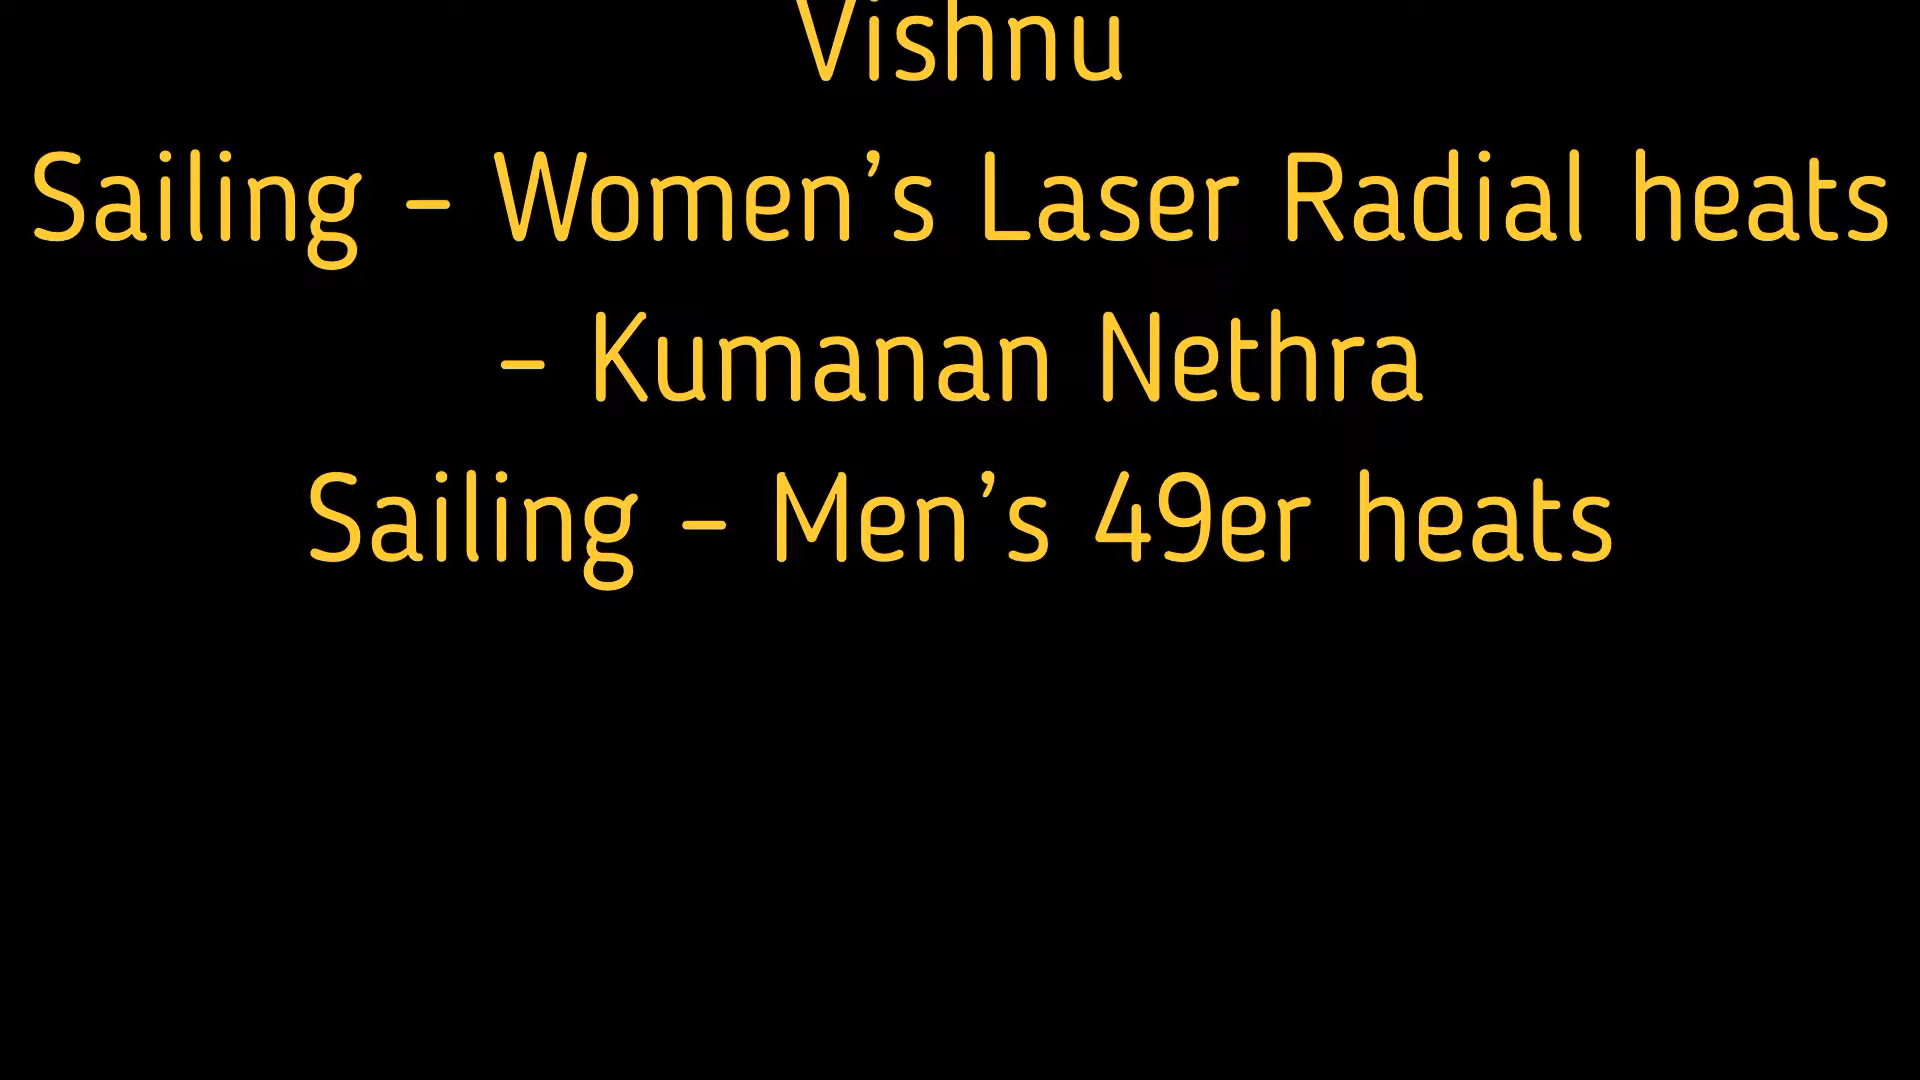 Vishnu
Sailing – Women’s Laser Radial heats
– Kumanan Nethra
Sailing – Men’s 49er heats